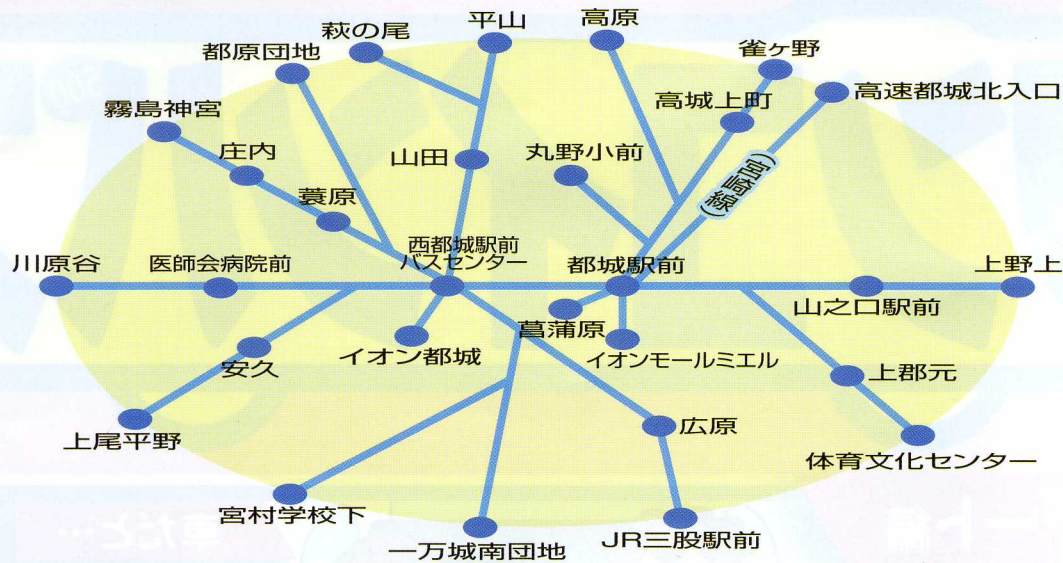 平山
高原
萩の尾
雀ヶ野
都原団地
高速都城北入口
霧島神宮
高城上町
庄内
山田
丸野小前
(宮崎線)
蓑原
西都城駅前
バスセンター
川原谷
医師会病院前
都城駅前
上野上
山之口駅前
菖蒲原
イオン都城
イオンモールミエル
安久
上郡元
上尾平野
広原
体育文化センター
宮村学校下
一万城南団地
JR三股駅前